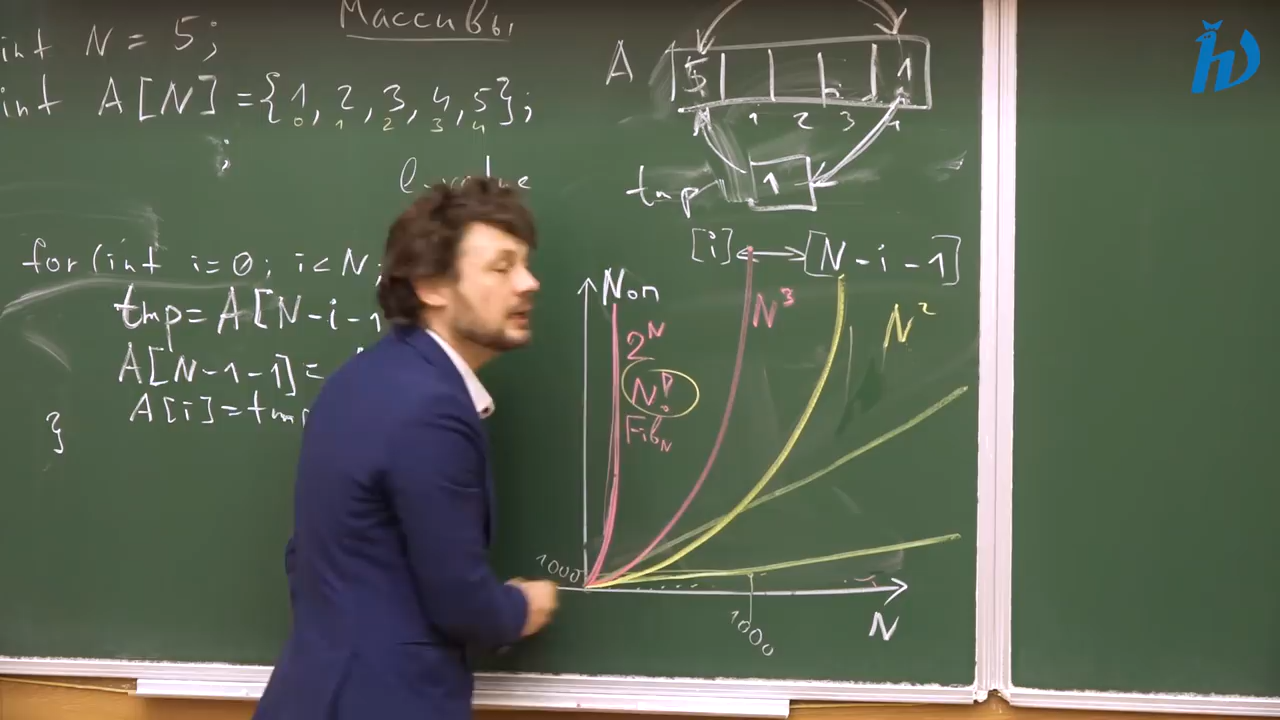 Массивы
int N = 5;
int A[N] = {1, 2, 3, 4, 5};
0 1 2 3 4
;
for (int i=0; i<N;
tmp = A[N-i-1
A[N-1-1] =
A[i] = tmp
}
A 5 1
1 2 3 4
tmp 1
[i] ↔ [N-i-1]
Nоп
2^N
N!
Fib_N
N^3
N^2
1000
1000
N